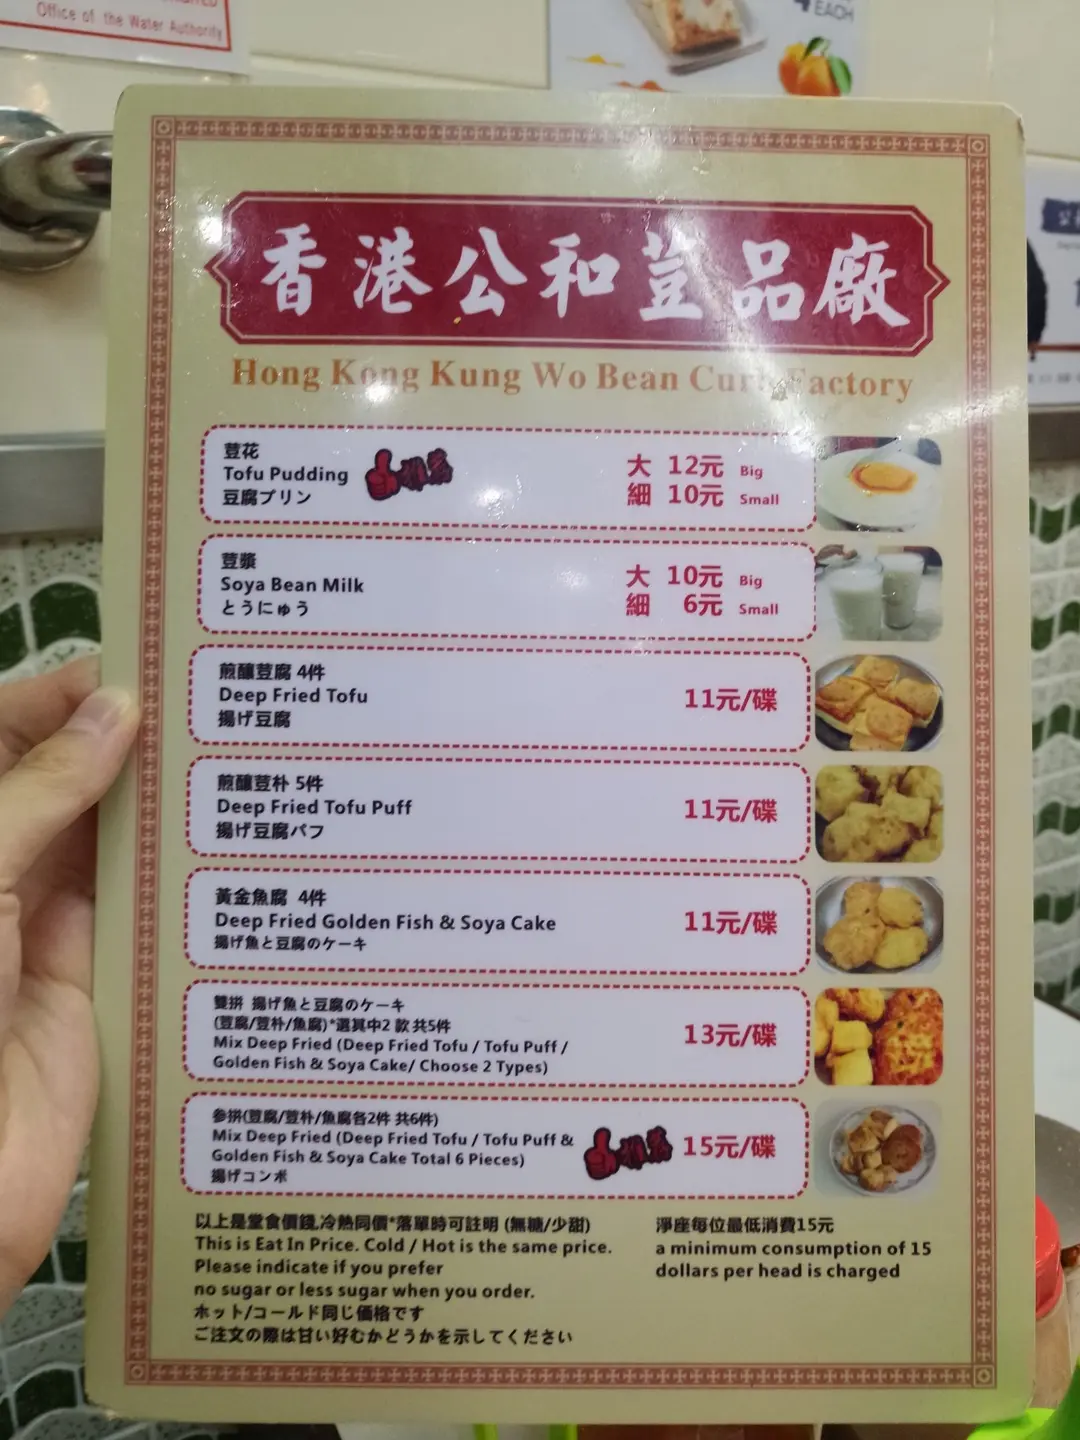 Office of the Water Authority
EACH
香港公和荳品廠
Hong Kong Kung Wo Bean Curd Factory
荳花
Tofu Pudding
豆腐プリン
推薦
大 12元 Big
細 10元 Small
荳漿
Soya Bean Milk
とうにゅう
大 10元 Big
細 6元 Small
煎釀荳腐 4件
Deep Fried Tofu
揚げ豆腐
11元/碟
煎釀荳朴 5件
Deep Fried Tofu Puff
揚げ豆腐パフ
11元/碟
黃金魚腐 4件
Deep Fried Golden Fish & Soya Cake
揚げ魚と豆腐のケーキ
11元/碟
雙拼 揚げ魚と豆腐のケーキ
(荳腐/荳朴/魚腐)*選其中2 款 共5件
Mix Deep Fried (Deep Fried Tofu / Tofu Puff /
Golden Fish & Soya Cake/ Choose 2 Types)
13元/碟
参拼(荳腐/荳朴/魚腐各2件 共6件)
Mix Deep Fried (Deep Fried Tofu / Tofu Puff &
Golden Fish & Soya Cake Total 6 Pieces)
揚げコンボ
推薦
15元/碟
以上是堂食價錢,冷熱同價*落單時可註明 (無糖/少甜)
This is Eat In Price. Cold / Hot is the same price.
Please indicate if you prefer
no sugar or less sugar when you order.
ホット/コールド同じ価格です
ご注文の際は甘い好むかどうかを示してください
淨座每位最低消費15元
a minimum consumption of 15
dollars per head is charged